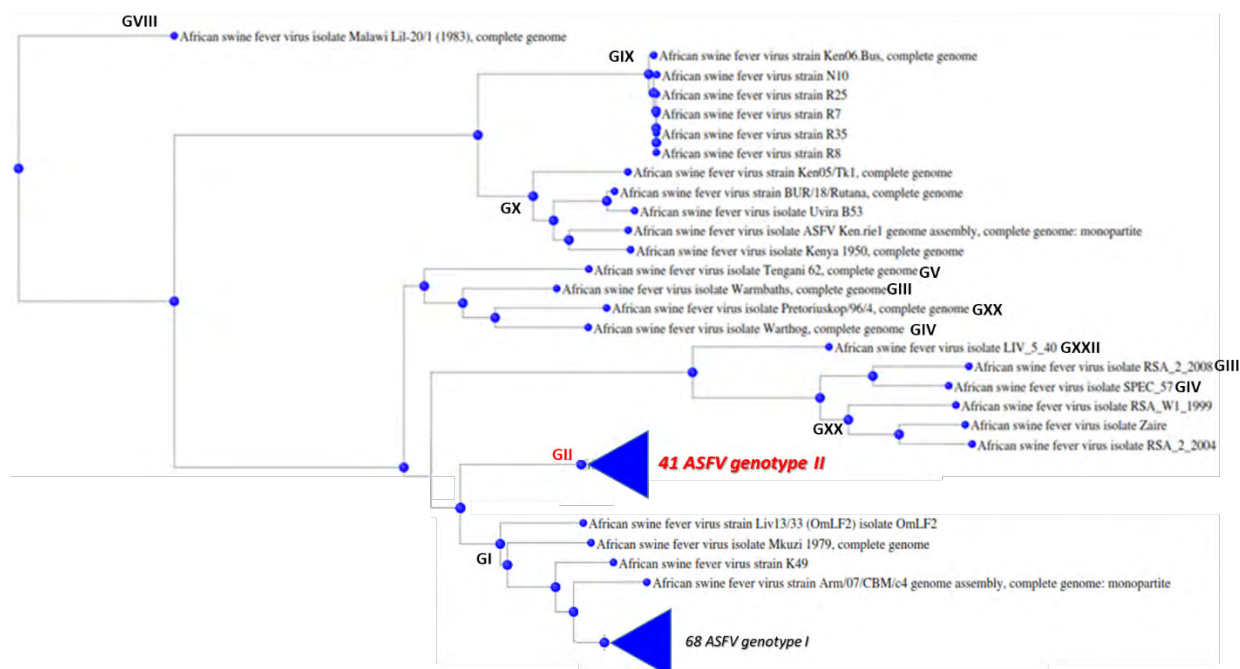 GVIII
African swine fever virus isolate Malawi Lil-20/1 (1983), complete genome
GIX
African swine fever virus strain Ken06.Bus, complete genome
African swine fever virus strain N10
African swine fever virus strain R25
African swine fever virus strain R7
African swine fever virus strain R35
African swine fever virus strain R8
African swine fever virus strain Ken05/Tk1, complete genome
African swine fever virus strain BUR/18/Rutana, complete genome
GX
African swine fever virus isolate Uvira B53
African swine fever virus isolate ASFV Ken.rie1 genome assembly, complete genome: monopartite
African swine fever virus isolate Kenya 1950, complete genome
African swine fever virus isolate Tengani 62, complete genome GV
African swine fever virus isolate Warmbaths, complete genome GIII
African swine fever virus isolate Pretoriuskop/96/4, complete genome GXX
African swine fever virus isolate Warthog, complete genome GIV
African swine fever virus isolate LIV_5_40 GXXII
African swine fever virus isolate RSA_2_2008 GIII
African swine fever virus isolate SPEC_57 GIV
African swine fever virus isolate RSA_W1_1999
GXX
African swine fever virus isolate Zaire
African swine fever virus isolate RSA_2_2004
GII
41 ASFV genotype II
African swine fever virus strain Liv13/33 (OmLF2) isolate OmLF2
African swine fever virus isolate Mkuzi 1979, complete genome
GI
African swine fever virus strain K49
African swine fever virus strain Arm/07/CBM/c4 genome assembly, complete genome: monopartite
68 ASFV genotype I